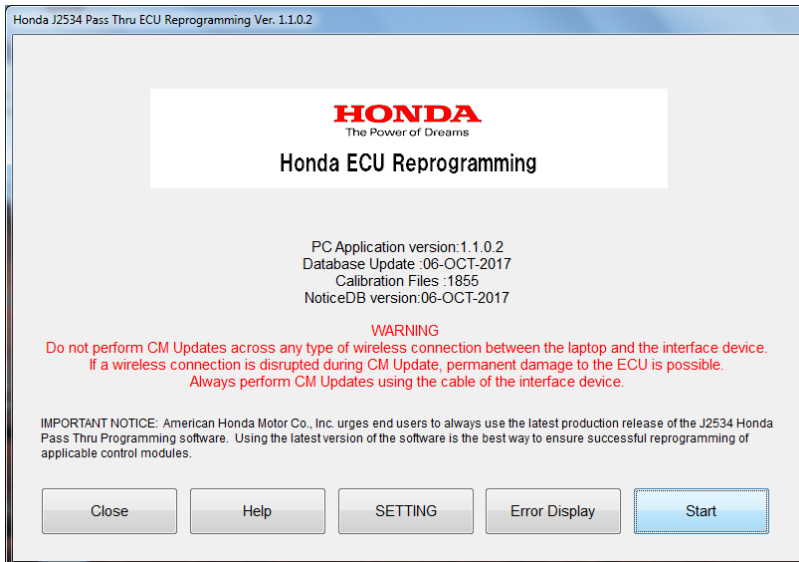 Honda J2534 Pass Thru ECU Reprogramming Ver. 1.1.0.2
HONDA
The Power of Dreams
Honda ECU Reprogramming
PC Application version:1.1.0.2
Database Update :06-OCT-2017
Calibration Files :1855
NoticeDB version:06-OCT-2017
WARNING
Do not perform CM Updates across any type of wireless connection between the laptop and the interface device.
If a wireless connection is disrupted during CM Update, permanent damage to the ECU is possible.
Always perform CM Updates using the cable of the interface device.
IMPORTANT NOTICE: American Honda Motor Co., Inc. urges end users to always use the latest production release of the J2534 Honda
Pass Thru Programming software. Using the latest version of the software is the best way to ensure successful reprogramming of
applicable control modules.
Close Help SETTING Error Display Start